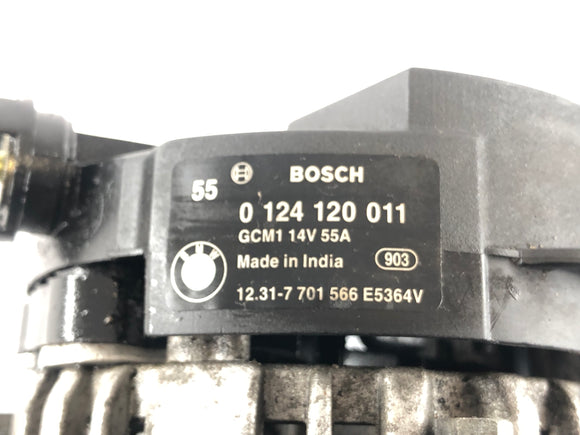 55 BOSCH
0 124 120 011
GCM1 14V 55A
Made in India 903
BMW
12.31-7 701 566 E5364V